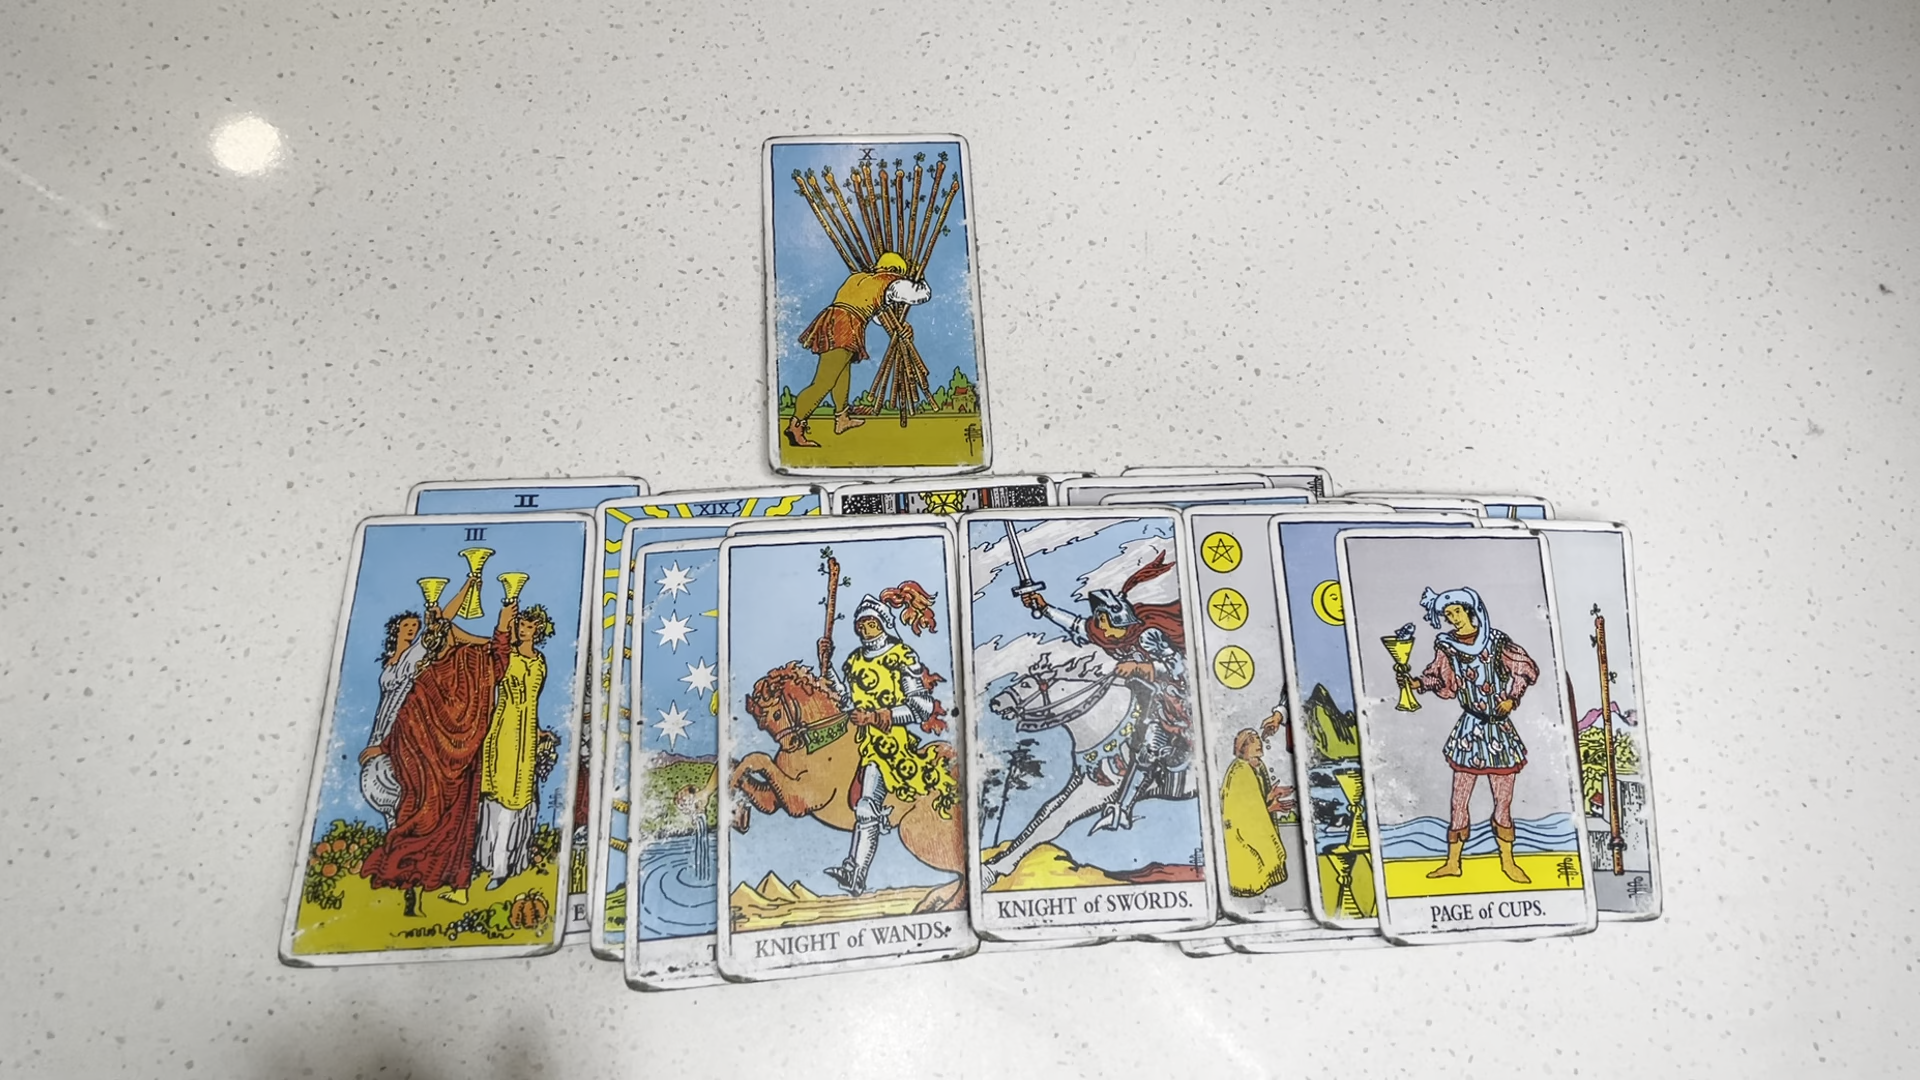 X
II
XIX
III
E
T
KNIGHT of WANDS.
KNIGHT of SWORDS.
PAGE of CUPS.